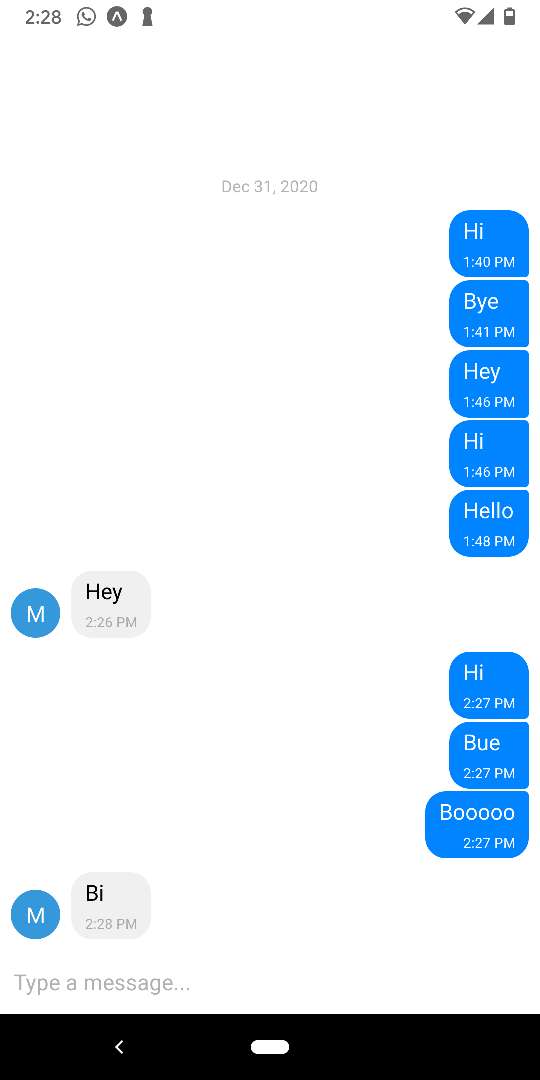 2:28
Dec 31, 2020
Hi
1:40 PM
Bye
1:41 PM
Hey
1:46 PM
Hi
1:46 PM
Hello
1:48 PM
Hey
M
2:26 PM
Hi
2:27 PM
Bue
2:27 PM
Booooo
2:27 PM
Bi
M
2:28 PM
Type a message...